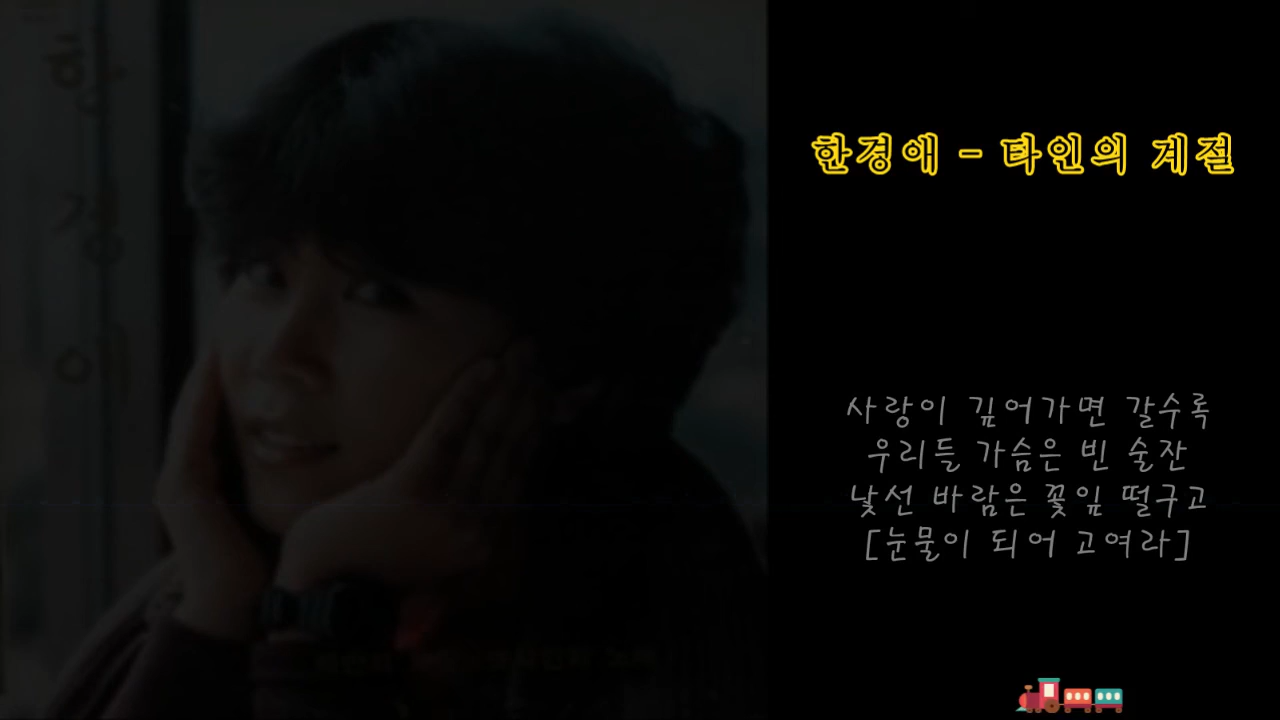 한경애 - 타인의 계절
사랑이 깊어가면 갈수록
우리들 가슴은 빈 술잔
낯선 바람은 꽃잎 떨구고
[눈물이 되어 고여라]